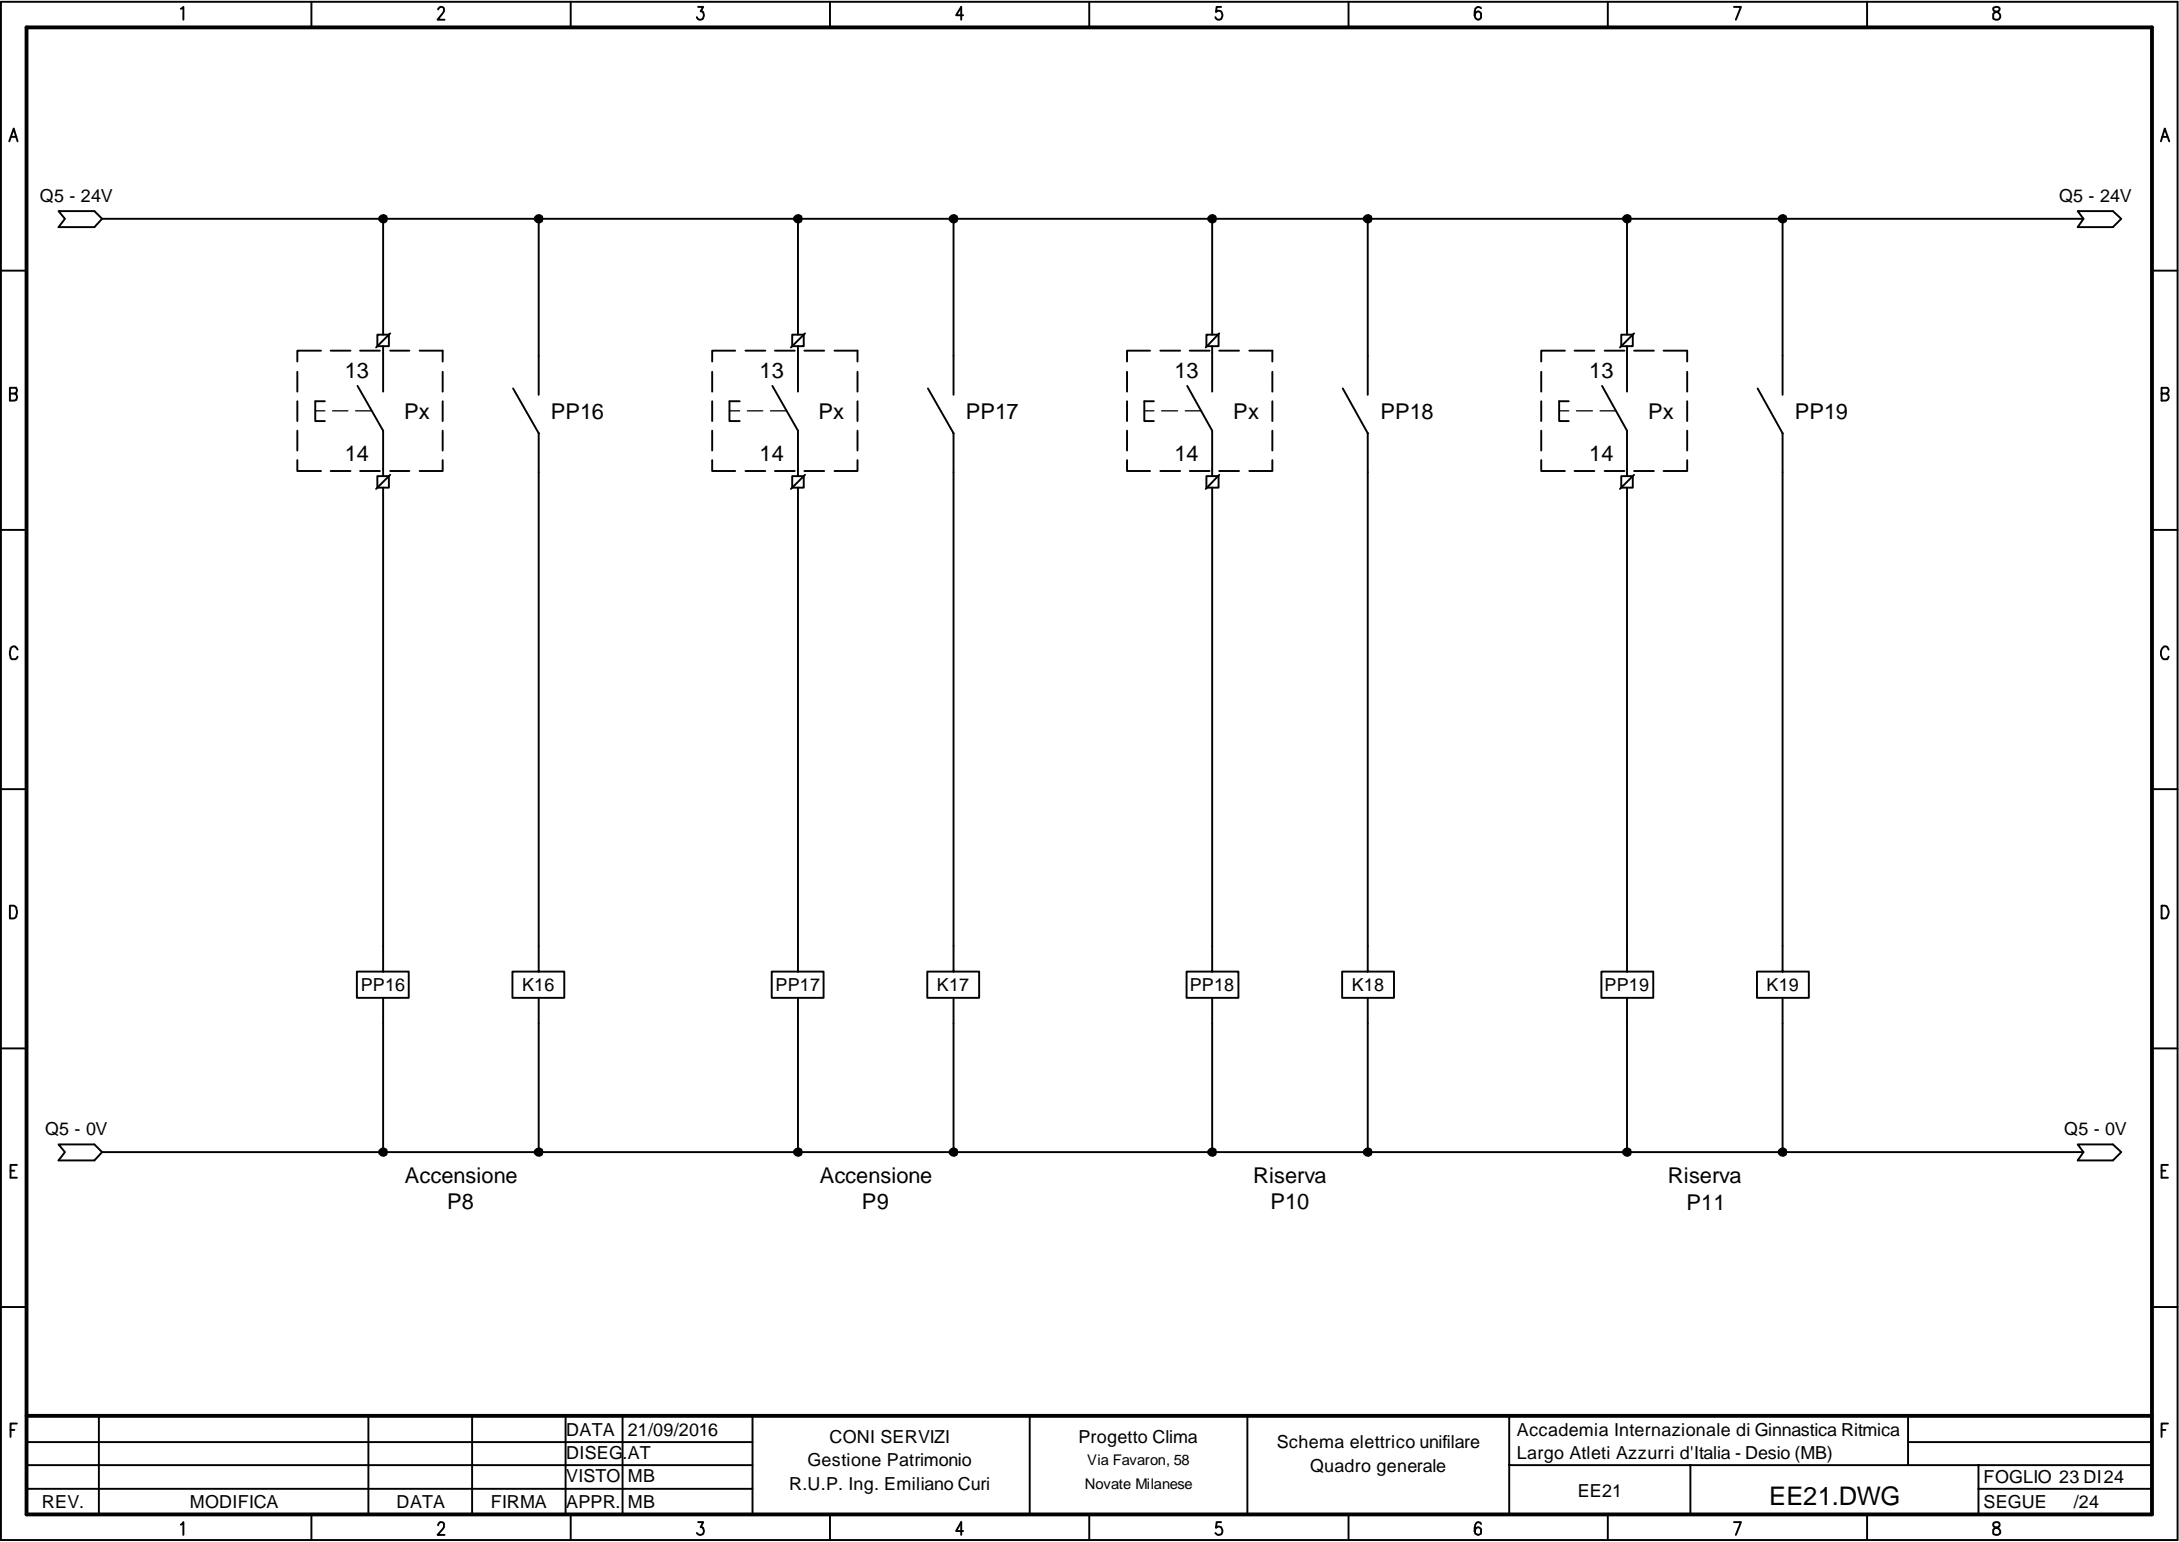 1 2 3 4 5 6 7 8
A A
Q5 - 24V Q5 - 24V
13 13 13 13
B E Px PP16 E Px PP17 E Px PP18 E Px PP19 B
14 14 14 14
C C
D D
PP16 K16 PP17 K17 PP18 K18 PP19 K19
Q5 - 0V Q5 - 0V
E E
Accensione
P8
Accensione
P9
Riserva
P10
Riserva
P11
F F
REV. MODIFICA DATA FIRMA
DATA 21/09/2016
DISEG. AT
VISTO MB
APPR. MB
CONI SERVIZI
Gestione Patrimonio
R.U.P. Ing. Emiliano Curi
Progetto Clima
Via Favaron, 58
Novate Milanese
Schema elettrico unifilare
Quadro generale
Accademia Internazionale di Ginnastica Ritmica
Largo Atleti Azzurri d'Italia - Desio (MB)
EE21
EE21.DWG
FOGLIO 23 DI 24
SEGUE /24
1 2 3 4 5 6 7 8